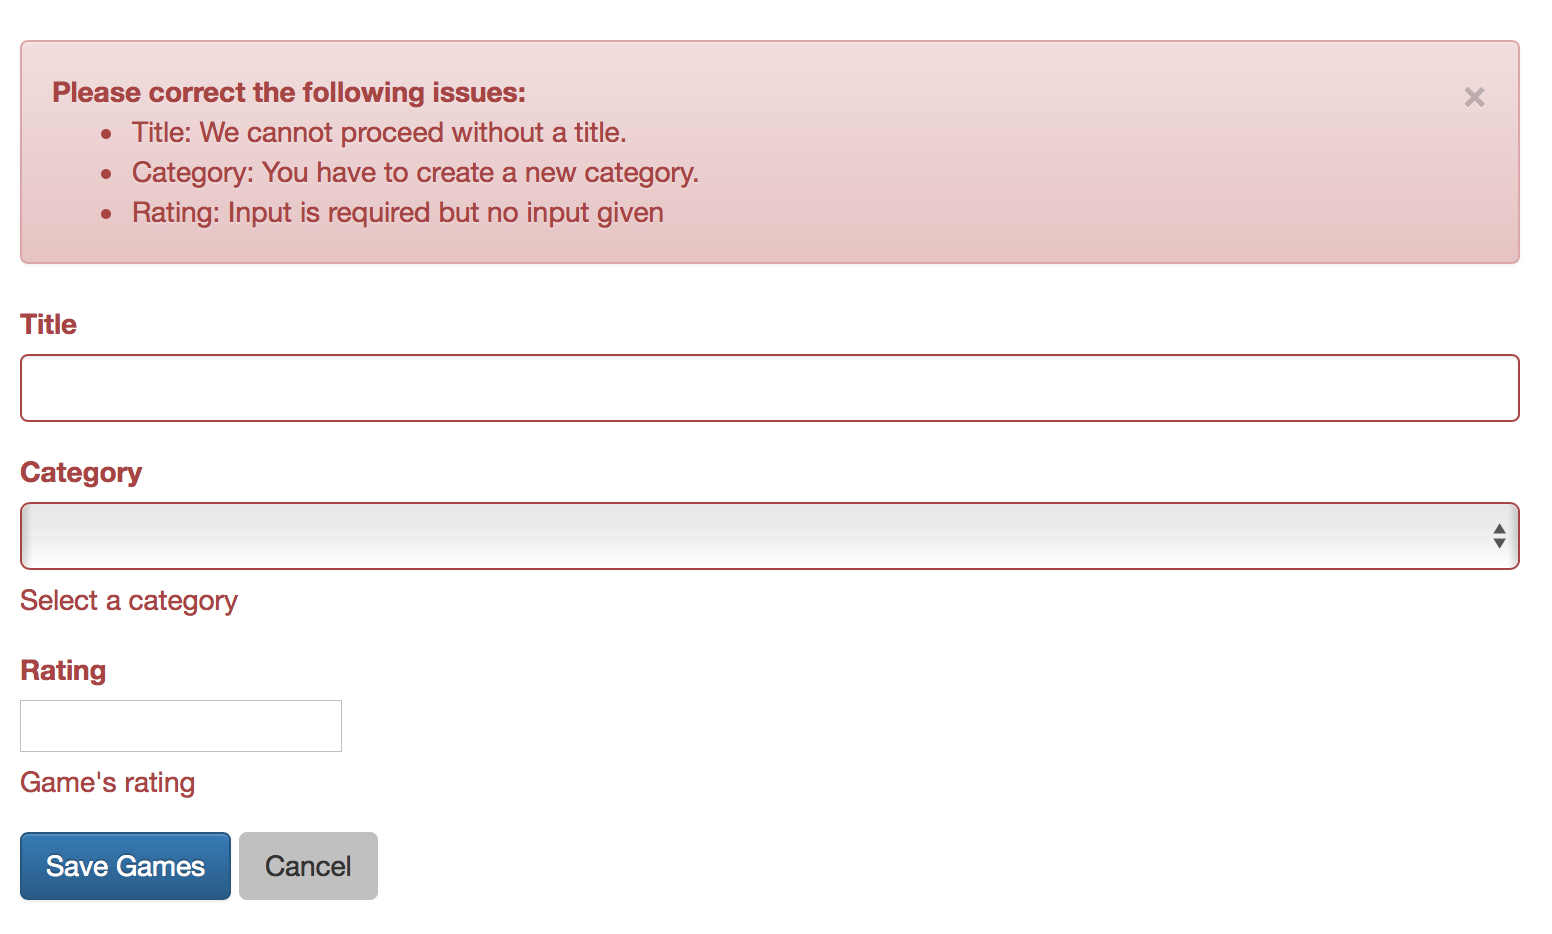 Please correct the following issues:
Title: We cannot proceed without a title.
Category: You have to create a new category.
Rating: Input is required but no input given
Title
Category
Select a category
Rating
Game's rating
Save Games Cancel